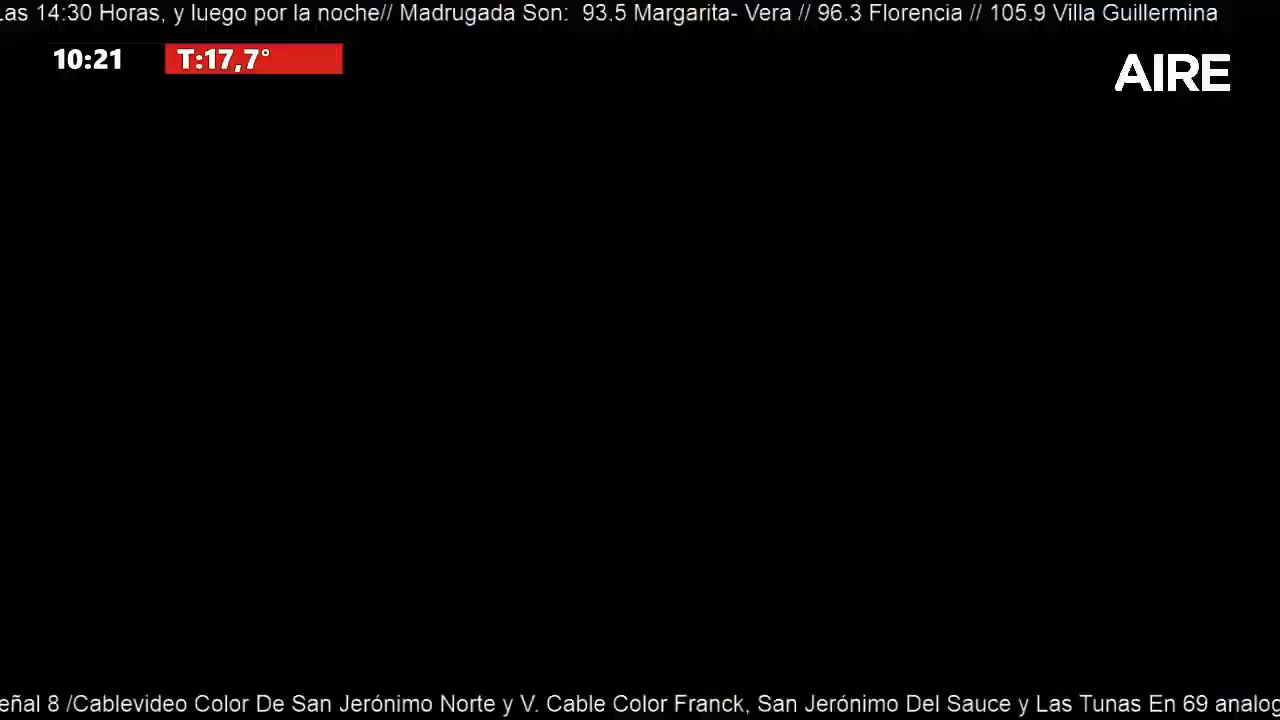 Las 14:30 Horas, y luego por la noche// Madrugada Son:  93.5 Margarita- Vera // 96.3 Florencia // 105.9 Villa Guillermina
10:21
T:17,7°
AIRE
eñal 8 /Cablevideo Color De San Jerónimo Norte y V. Cable Color Franck, San Jerónimo Del Sauce y Las Tunas En 69 analog